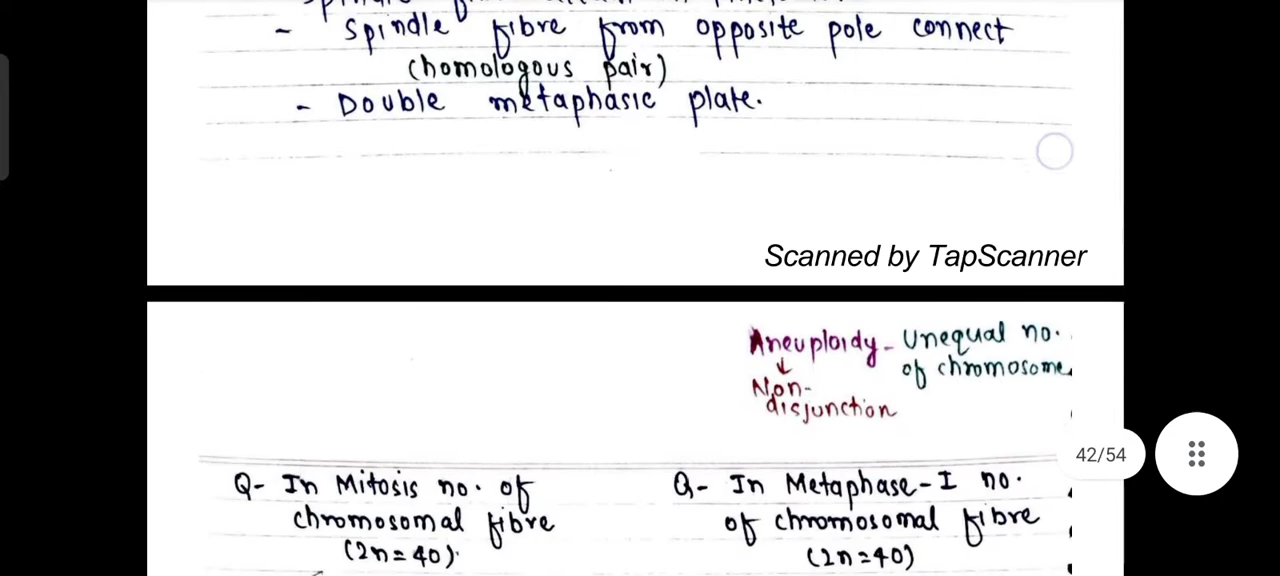 - Spindle fibre from opposite pole connect
(homologous pair)
- Double metaphasic plate.
Scanned by TapScanner
Aneuploidy - Unequal no.
of chromosome
Non-
disjunction
42/54
Q- In Mitosis no. of
chromosomal fibre
(2n = 40).
Q- In Metaphase-I no.
of chromosomal fibre
(2n=40)